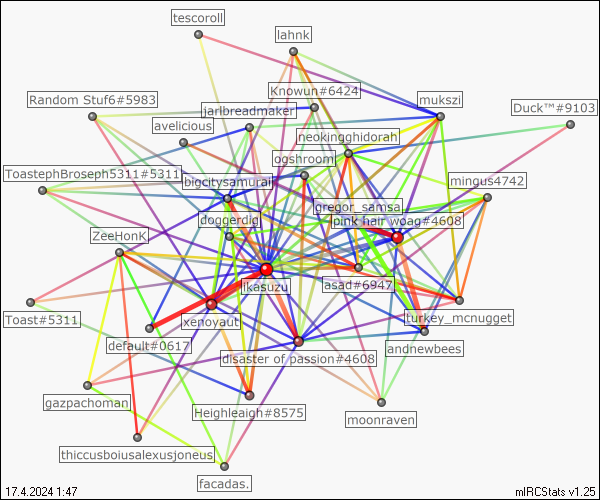 tescoroll
lahnk
Knowun#6424
Random Stuf6#5983
jarlbreadmaker
mukszi
Duck™#9103
avelicious
neokingghidorah
ogshroom
ToastephBroseph5311#5311
bigcitysamurai
mingus4742
gregor_samsa.
doggerdigi
pink hair woag#4608
ZeeHonK
ikasuzu
asad#6947
Toast#5311
xenoyaut
turkey_mcnugget
default#0617
disaster of passion#4608
andnewbees
gazpachoman
Heighleaigh#8575
moonraven
thiccusboiusalexusjoneus
facadas.
17.4.2024 1:47
mIRCStats v1.25